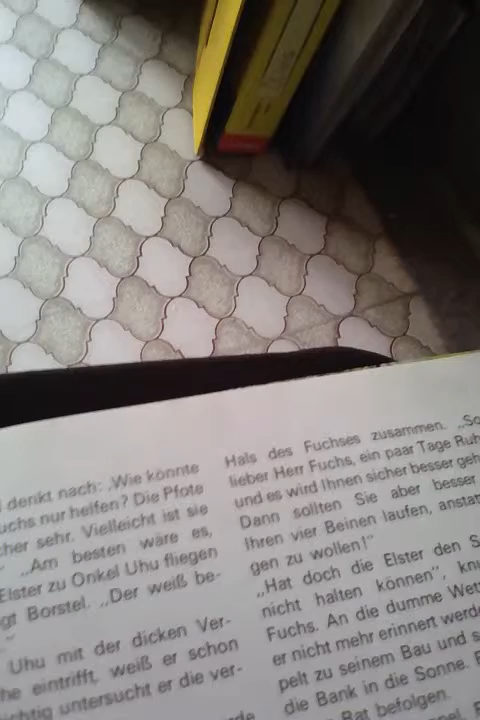 denkt nach: „Wie könnte
uchs nur helfen? Die Pfote
cher sehr. Vielleicht ist sie
„Am besten wäre es,
Elster zu Onkel Uhu fliegen
gt Borstel. „Der weiß be-
Uhu mit der dicken Ver-
he eintrifft, weiß er schon
chtig untersucht er die ver-
Hals des Fuchses zusammen. „So
lieber Herr Fuchs, ein paar Tage Ruh
und es wird Ihnen sicher besser geh
Dann sollten Sie aber besser
Ihren vier Beinen laufen, anstat
gen zu wollen!“
„Hat doch die Elster den S
nicht halten können“, knu
Fuchs. An die dumme Wet
er nicht mehr erinnert werde
pelt zu seinem Bau und s
die Bank in die Sonne.
Rat befolgen.